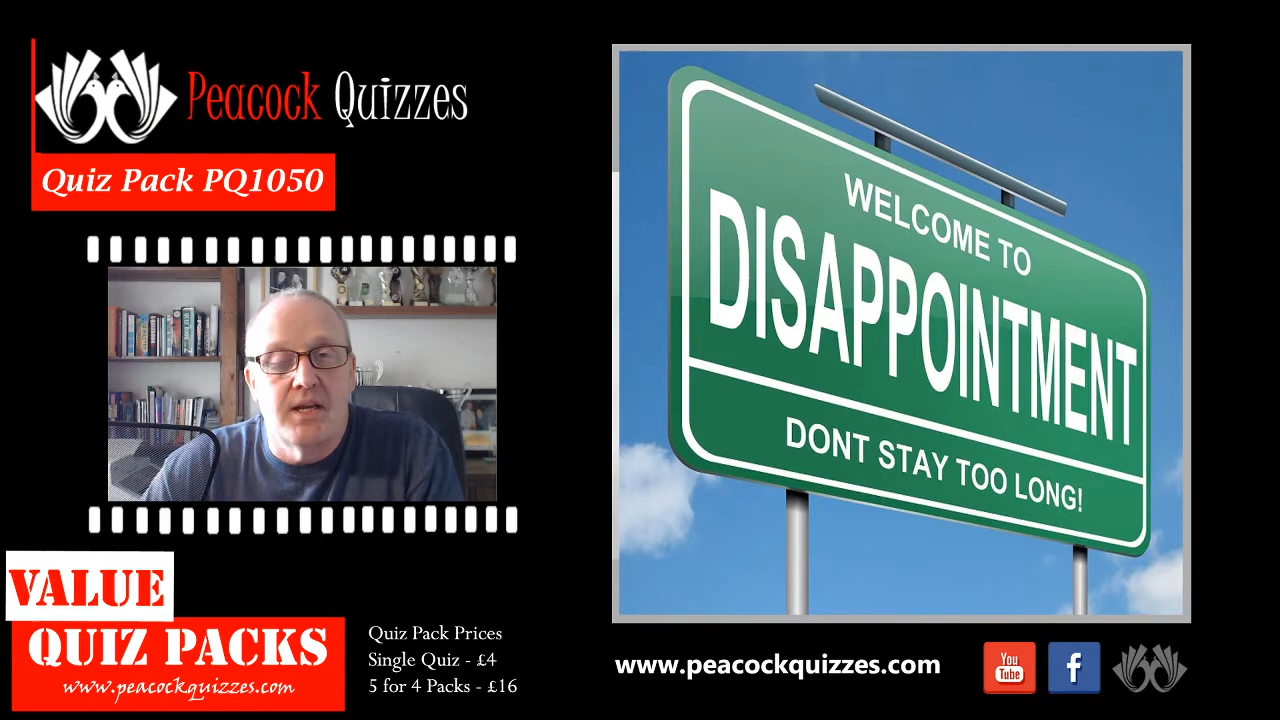 Peacock Quizzes
Quiz Pack PQ1050
VALUE
QUIZ PACKS
www.peacockquizzes.com
Quiz Pack Prices
Single Quiz - £4
5 for 4 Packs - £16
WELCOME TO
DISAPPOINTMENT
DONT STAY TOO LONG!
www.peacockquizzes.com
You
Tube
f